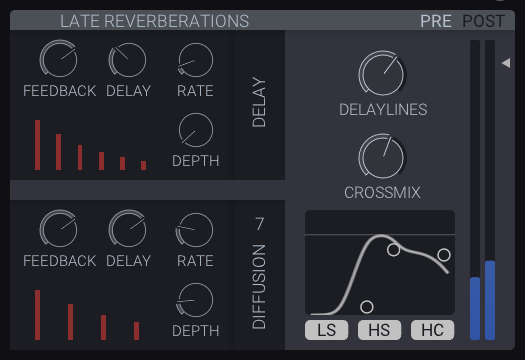 LATE REVERBERATIONS
PRE POST
FEEDBACK DELAY RATE
DEPTH
DELAY
FEEDBACK DELAY RATE
DEPTH
DIFFUSION 7
DELAYLINES
CROSSMIX
LS HS HC